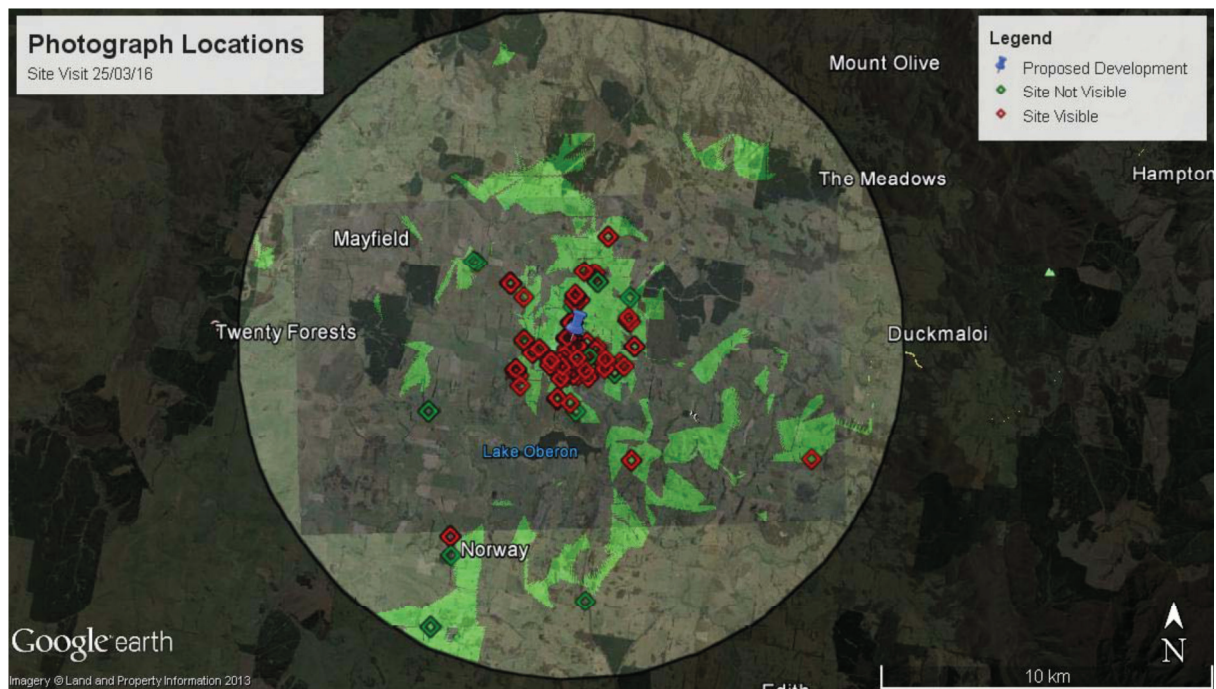 Photograph Locations
Site Visit 25/03/16
Legend
Proposed Development
Site Not Visible
Site Visible
Mount Olive
Hampton
The Meadows
Mayfield
Twenty Forests
Duckmaloi
Lake Oberon
Norway
Google earth
N
Imagery © Land and Property Information 2013
Edith
10 km